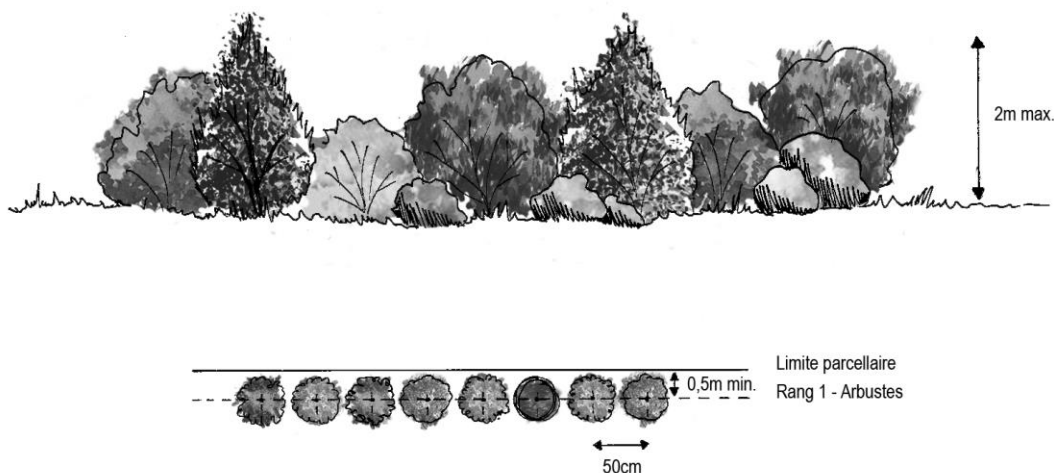 2m max.
Limite parcellaire
0,5m min.
Rang 1 - Arbustes
50cm